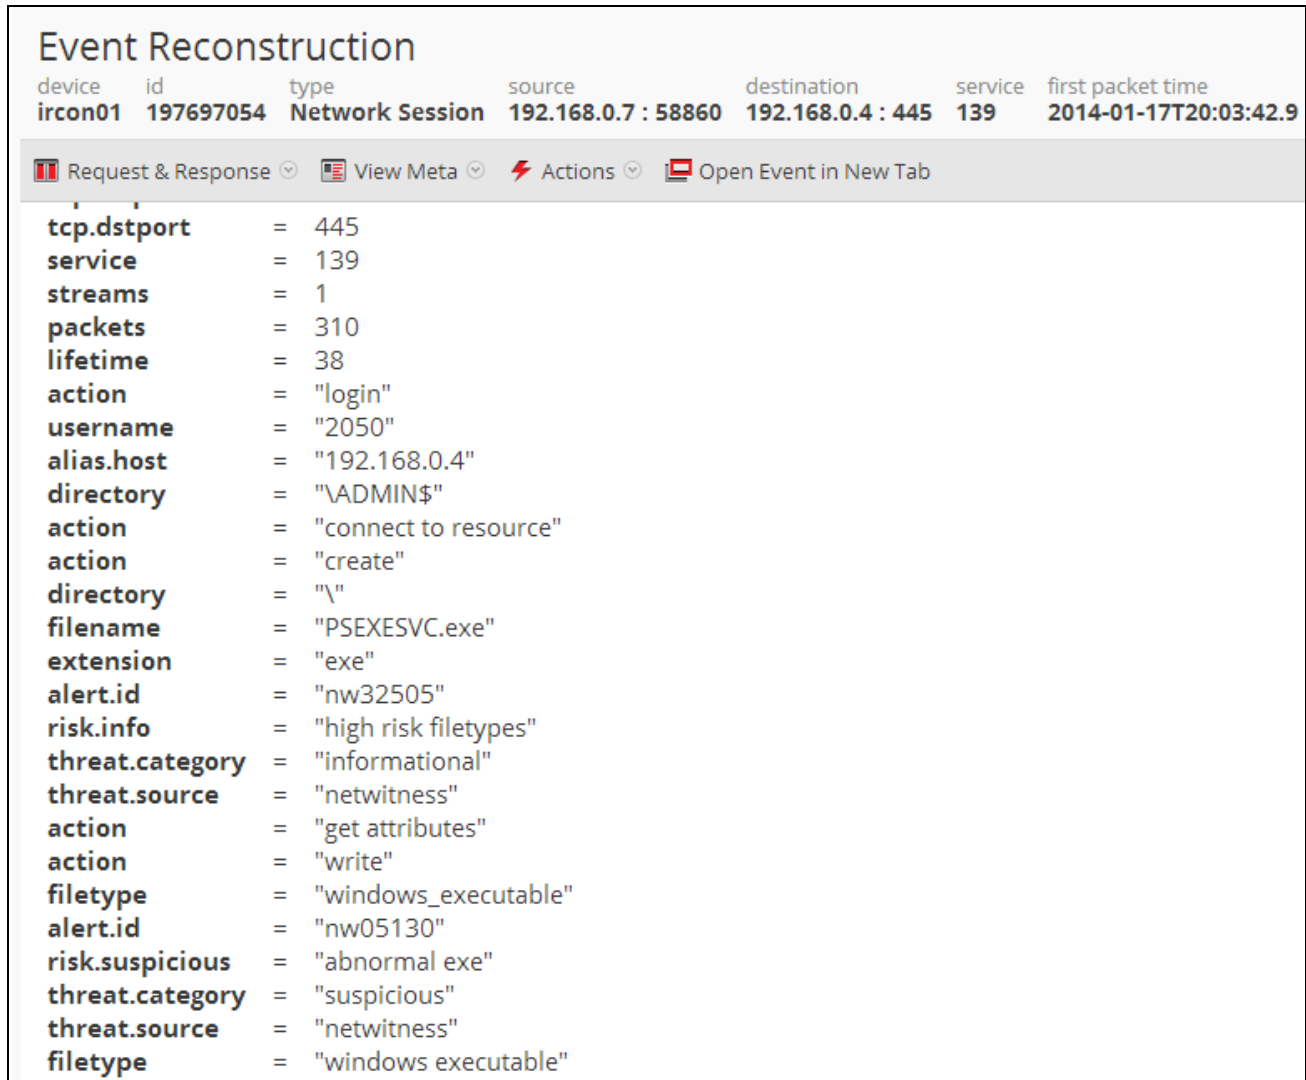 Event Reconstruction
device id type source destination service first packet time
ircon01 197697054 Network Session 192.168.0.7 : 58860 192.168.0.4 : 445 139 2014-01-17T20:03:42.9
Request & Response View Meta Actions Open Event in New Tab
tcp.dstport = 445
service = 139
streams = 1
packets = 310
lifetime = 38
action = "login"
username = "2050"
alias.host = "192.168.0.4"
directory = "\ADMIN$"
action = "connect to resource"
action = "create"
directory = "\"
filename = "PSEXESVC.exe"
extension = "exe"
alert.id = "nw32505"
risk.info = "high risk filetypes"
threat.category = "informational"
threat.source = "netwitness"
action = "get attributes"
action = "write"
filetype = "windows_executable"
alert.id = "nw05130"
risk.suspicious = "abnormal exe"
threat.category = "suspicious"
threat.source = "netwitness"
filetype = "windows executable"